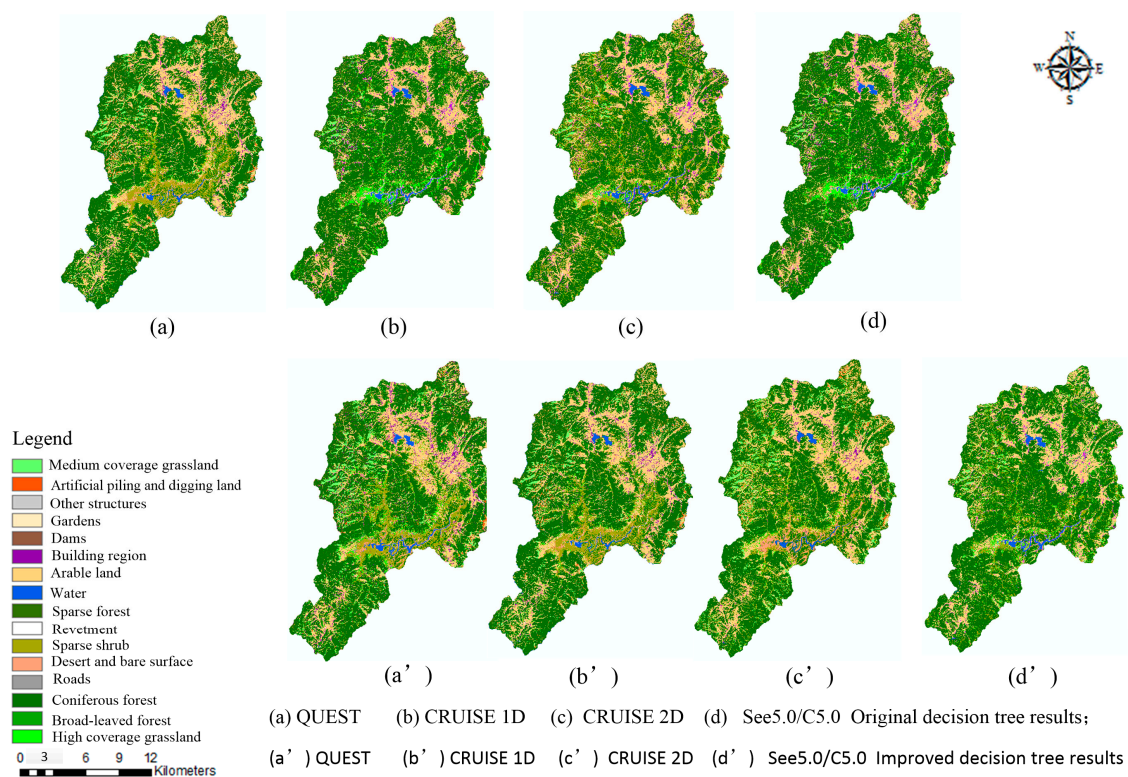 N
W E
S
(a) (b) (c) (d)
(a’) (b’) (c’) (d’)
Legend
Medium coverage grassland
Artificial piling and digging land
Other structures
Gardens
Dams
Building region
Arable land
Water
Sparse forest
Revetment
Sparse shrub
Desert and bare surface
Roads
Coniferous forest
Broad-leaved forest
High coverage grassland
0 3 6 9 12
Kilometers
(a) QUEST (b) CRUISE 1D (c) CRUISE 2D (d) See5.0/C5.0 Original decision tree results;
(a’) QUEST (b’) CRUISE 1D (c’) CRUISE 2D (d’) See5.0/C5.0 Improved decision tree results